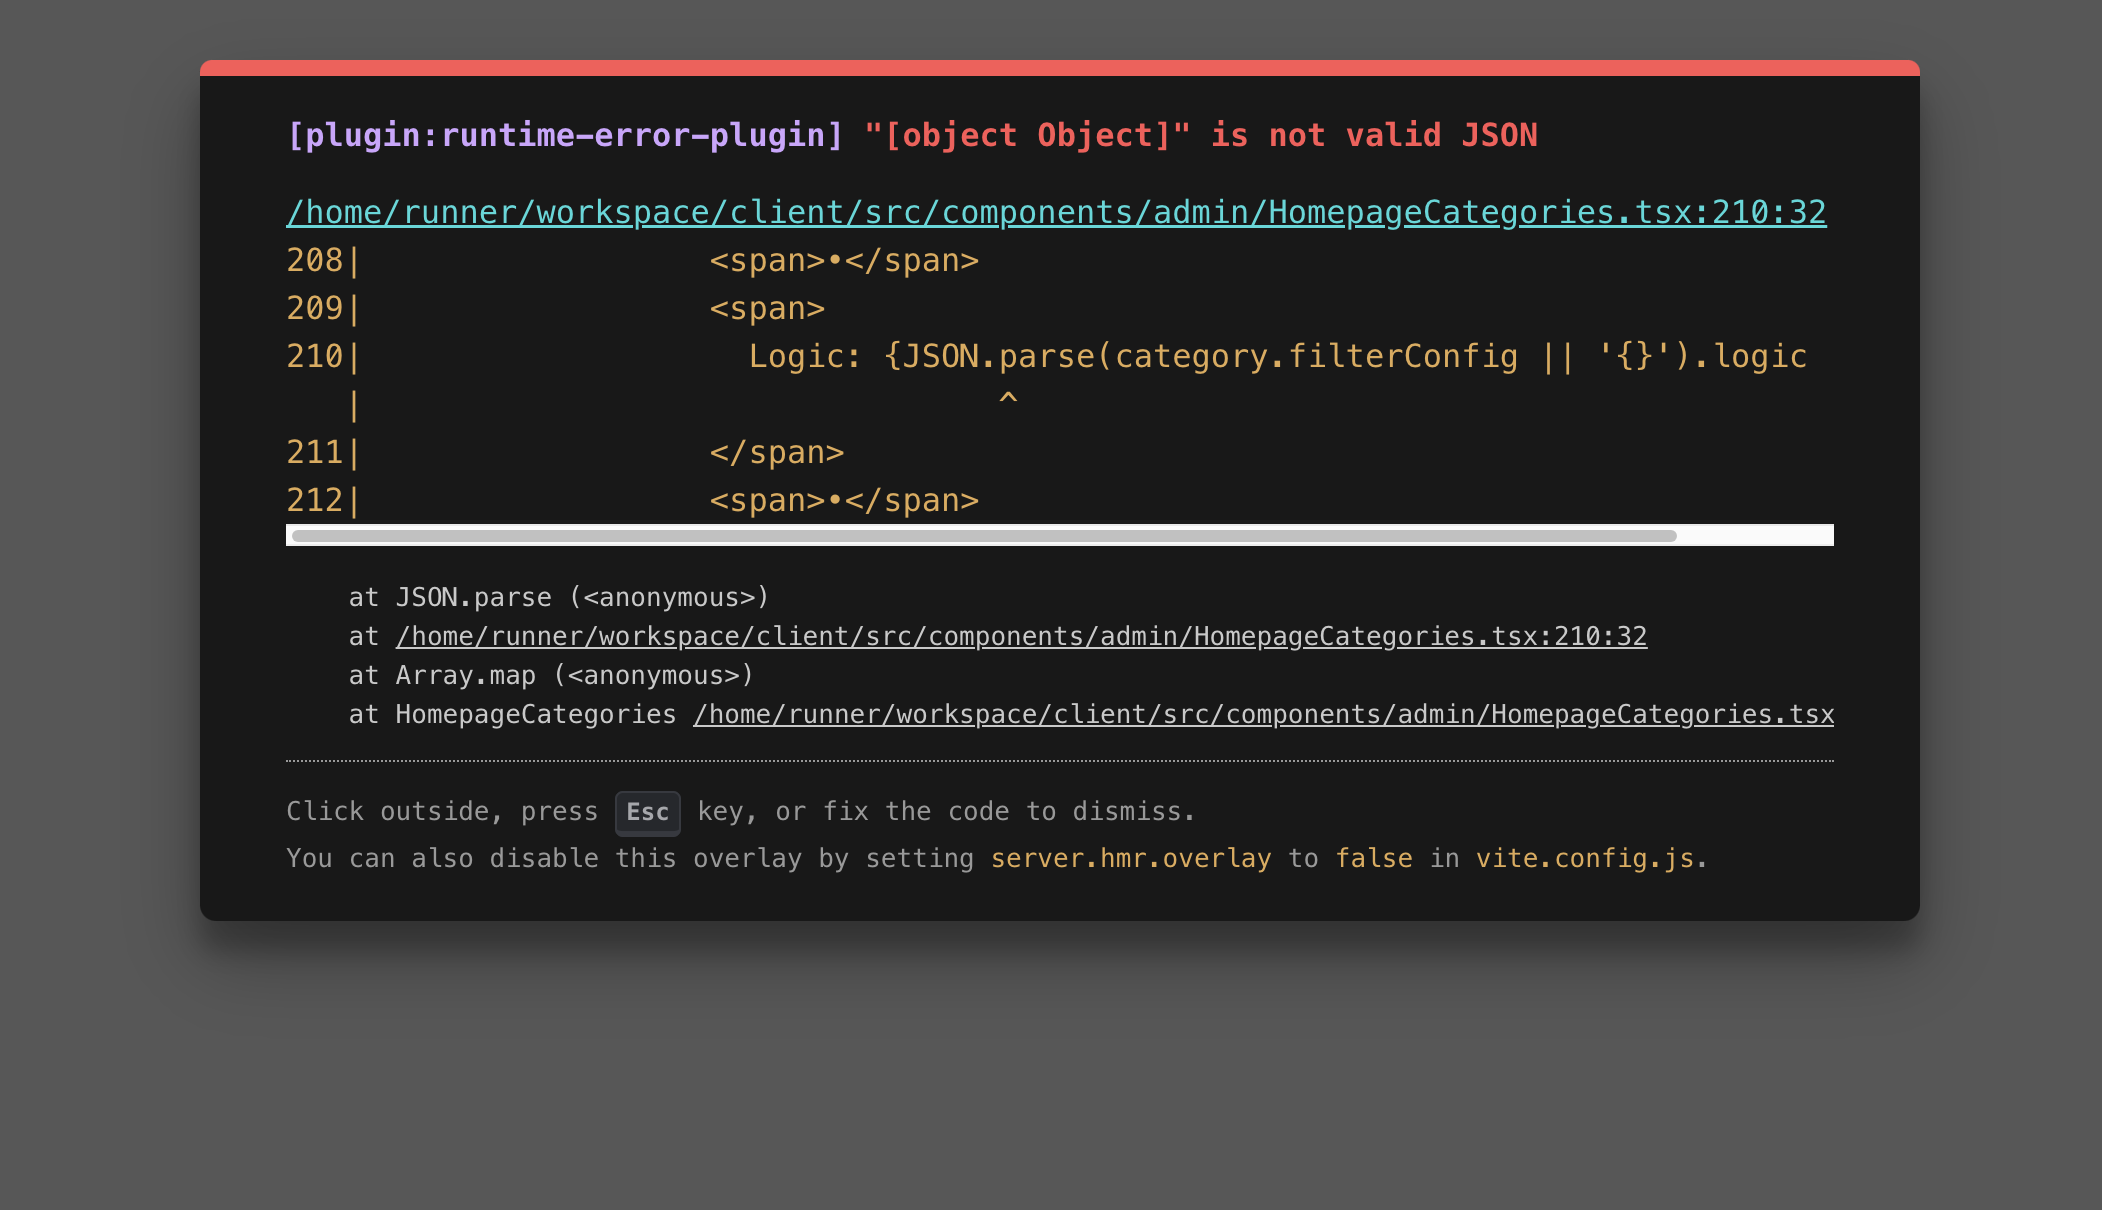 [plugin:runtime-error-plugin] "[object Object]" is not valid JSON
/home/runner/workspace/client/src/components/admin/HomepageCategories.tsx:210:32
208|                  <span>•</span>
209|                  <span>
210|                    Logic: {JSON.parse(category.filterConfig || '{}').logic
   |                                 ^
211|                  </span>
212|                  <span>•</span>
at JSON.parse (<anonymous>)
at /home/runner/workspace/client/src/components/admin/HomepageCategories.tsx:210:32
at Array.map (<anonymous>)
at HomepageCategories /home/runner/workspace/client/src/components/admin/HomepageCategories.tsx
Click outside, press Esc key, or fix the code to dismiss.
You can also disable this overlay by setting server.hmr.overlay to false in vite.config.js.